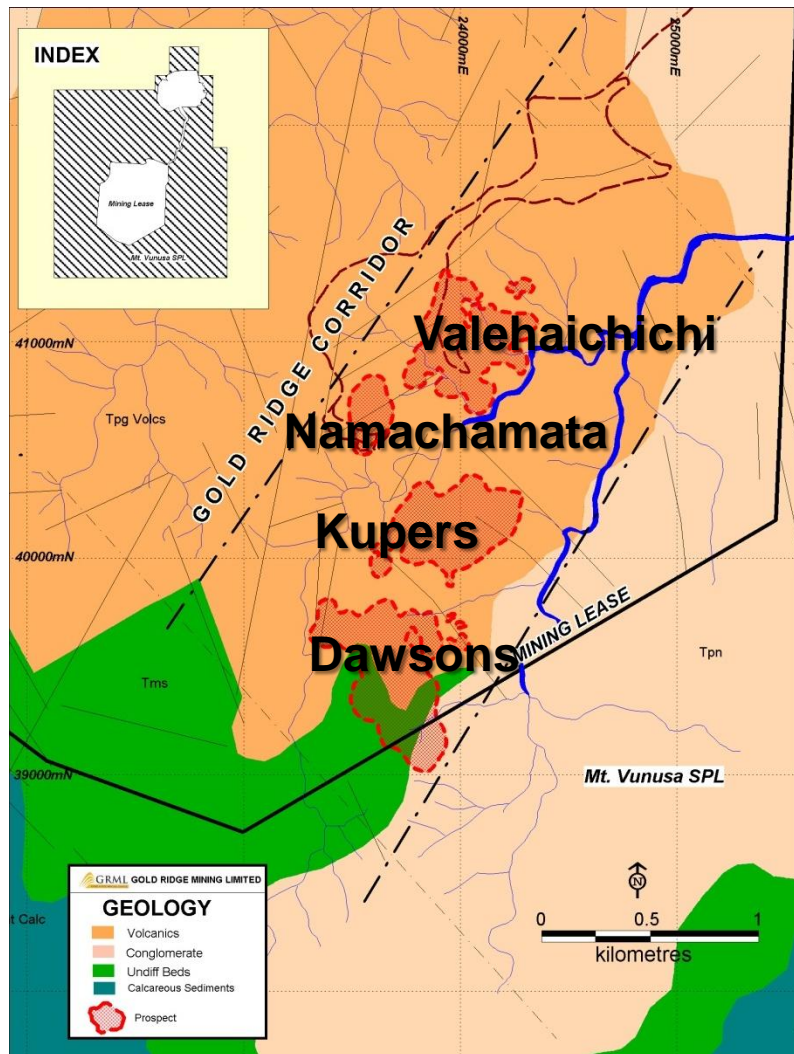 INDEX
Mining Lease
Mt. Vunusa SPL
24000mE
25000mE
GOLD RIDGE CORRIDOR
41000mN
Valehaichichi
Tpg Volcs
Namachamata
Kupers
40000mN
Dawsons
MINING LEASE
Tms
Tpn
39000mN
Mt. Vunusa SPL
GRML GOLD RIDGE MINING LIMITED
GEOLOGY
Volcanics
Conglomerate
Undiff Beds
Calcareous Sediments
Prospect
t Calc
N
0 0.5 1
kilometres